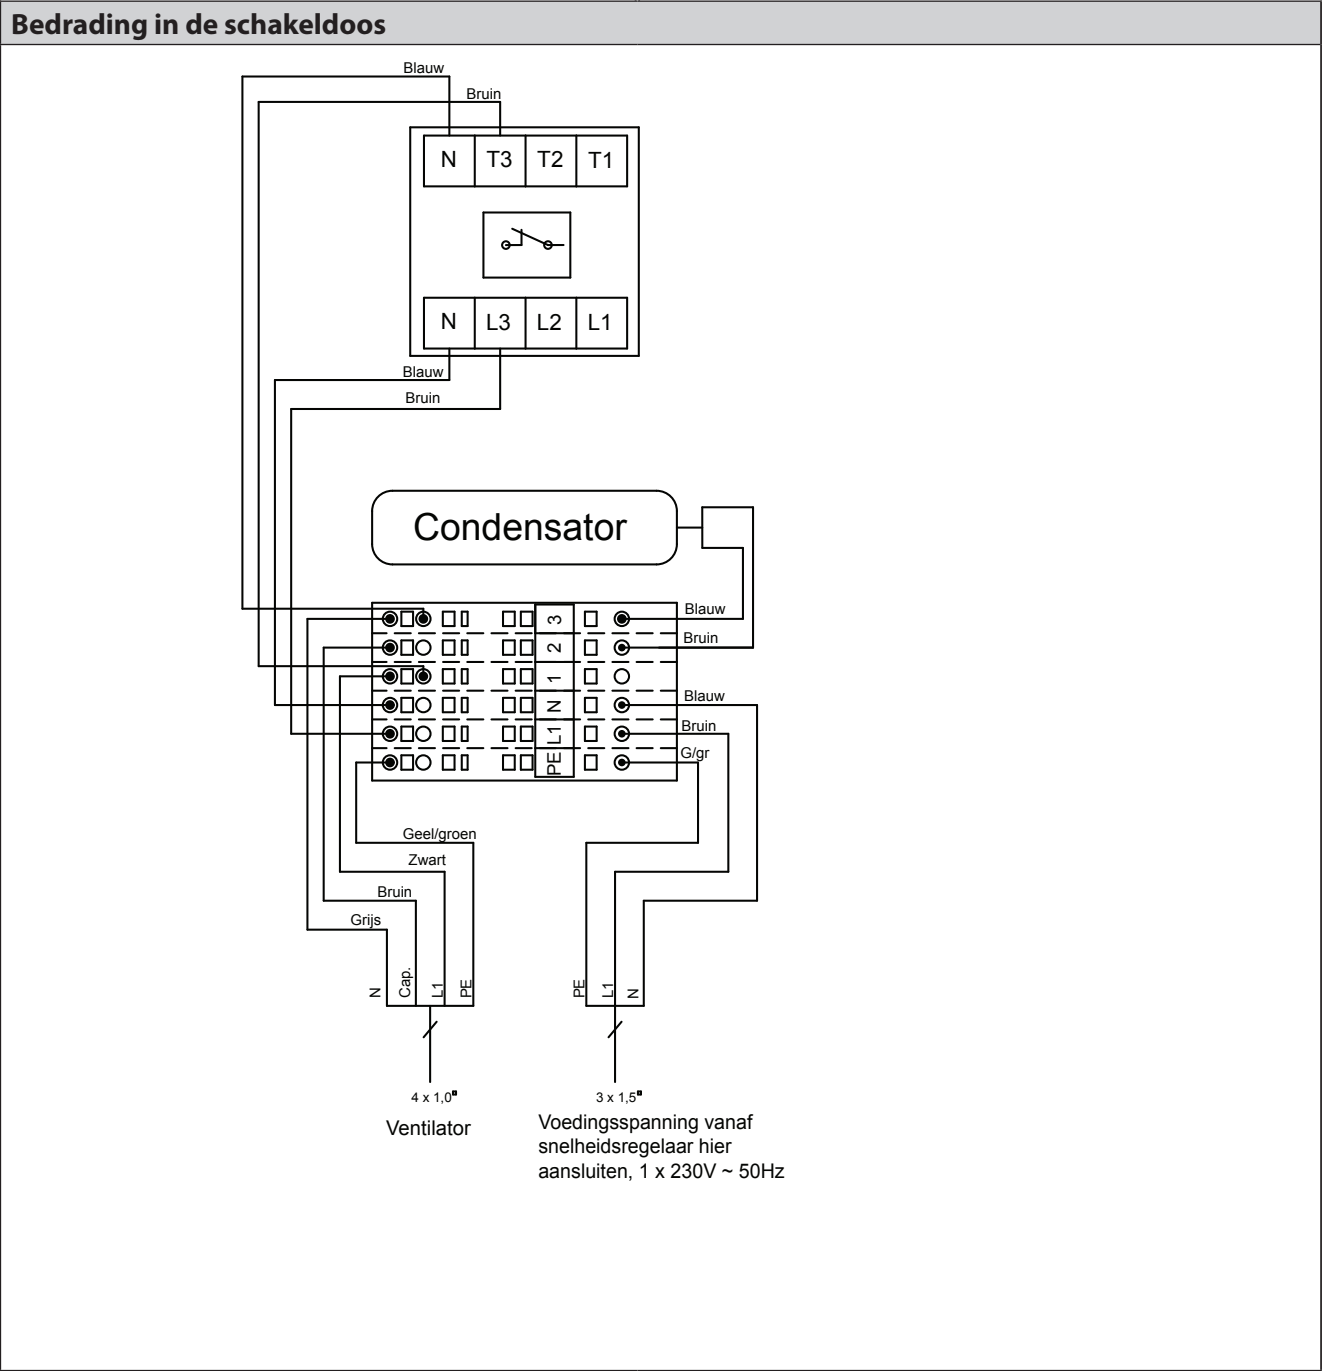 Bedrading in de schakeldoos
Blauw
Bruin
N T3 T2 T1
N L3 L2 L1
Blauw
Bruin
Condensator
3
2
1
N
L1
PE
Blauw
Bruin
Blauw
Bruin
G/gr
Geel/groen
Zwart
Bruin
Grijs
N Cap. L1 PE
PE L1 N
4 x 1,0
Ventilator
3 x 1,5
Voedingsspanning vanaf
snelheidsregelaar hier
aansluiten, 1 x 230V ~ 50Hz